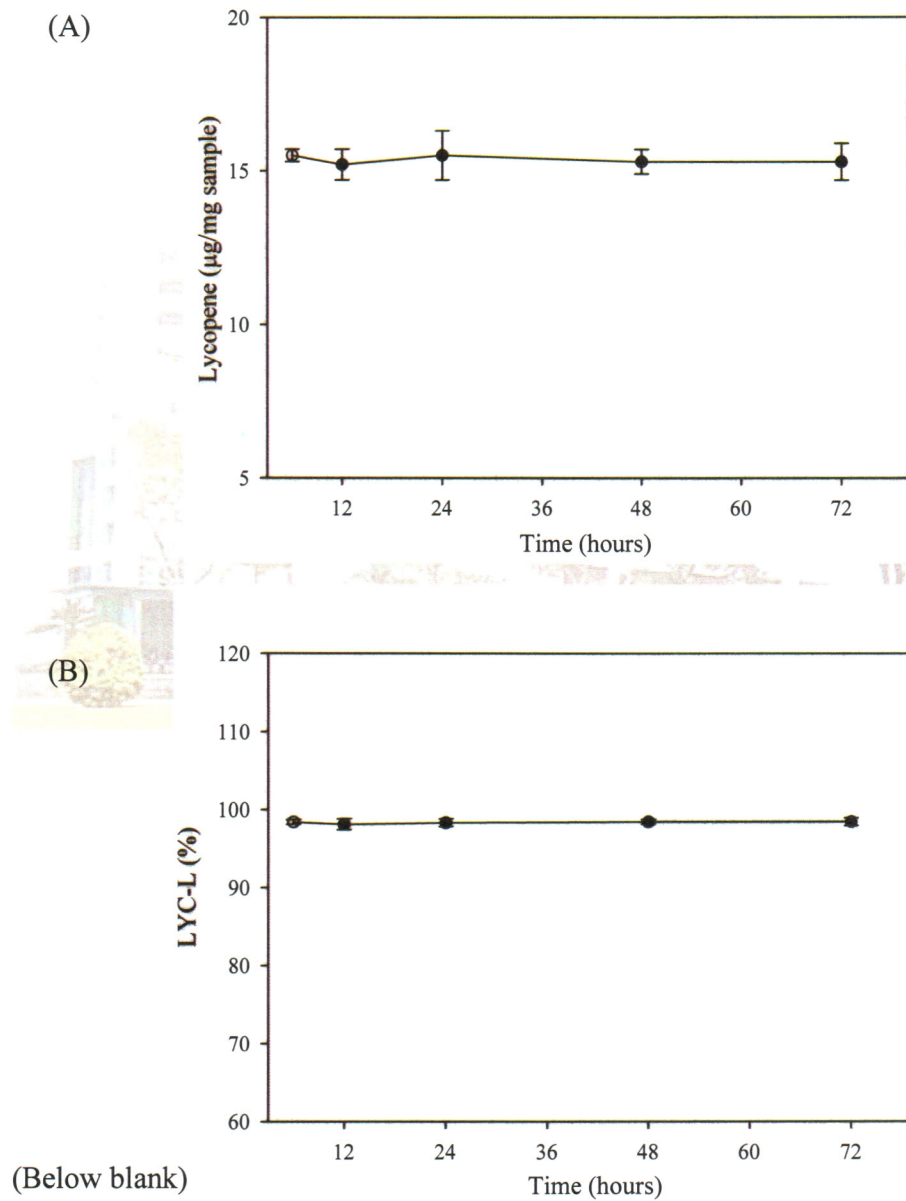 (A)
20
15
10
5
Lycopene (µg/mg sample)
12 24 36 48 60 72
Time (hours)
(B)
120
110
100
90
80
70
60
LYC-L (%)
12 24 36 48 60 72
Time (hours)
(Below blank)